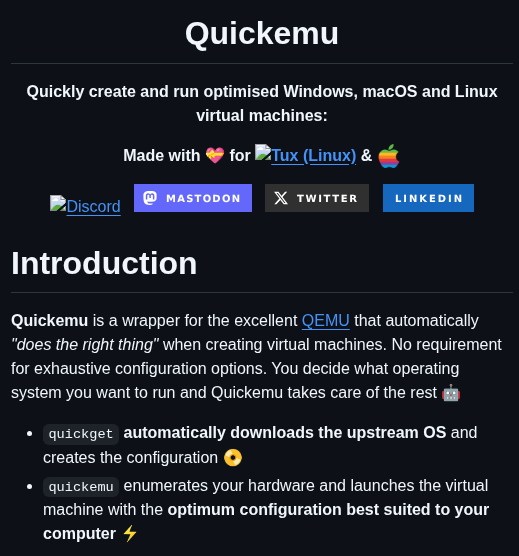 Quickemu
Quickly create and run optimised Windows, macOS and Linux
virtual machines:
Made with 💝 for Tux (Linux) & 
Discord MASTODON TWITTER LINKEDIN
Introduction
Quickemu is a wrapper for the excellent QEMU that automatically
"does the right thing" when creating virtual machines. No requirement
for exhaustive configuration options. You decide what operating
system you want to run and Quickemu takes care of the rest 🤖
• quickget automatically downloads the upstream OS and
creates the configuration 📀
• quickemu enumerates your hardware and launches the virtual
machine with the optimum configuration best suited to your
computer ⚡